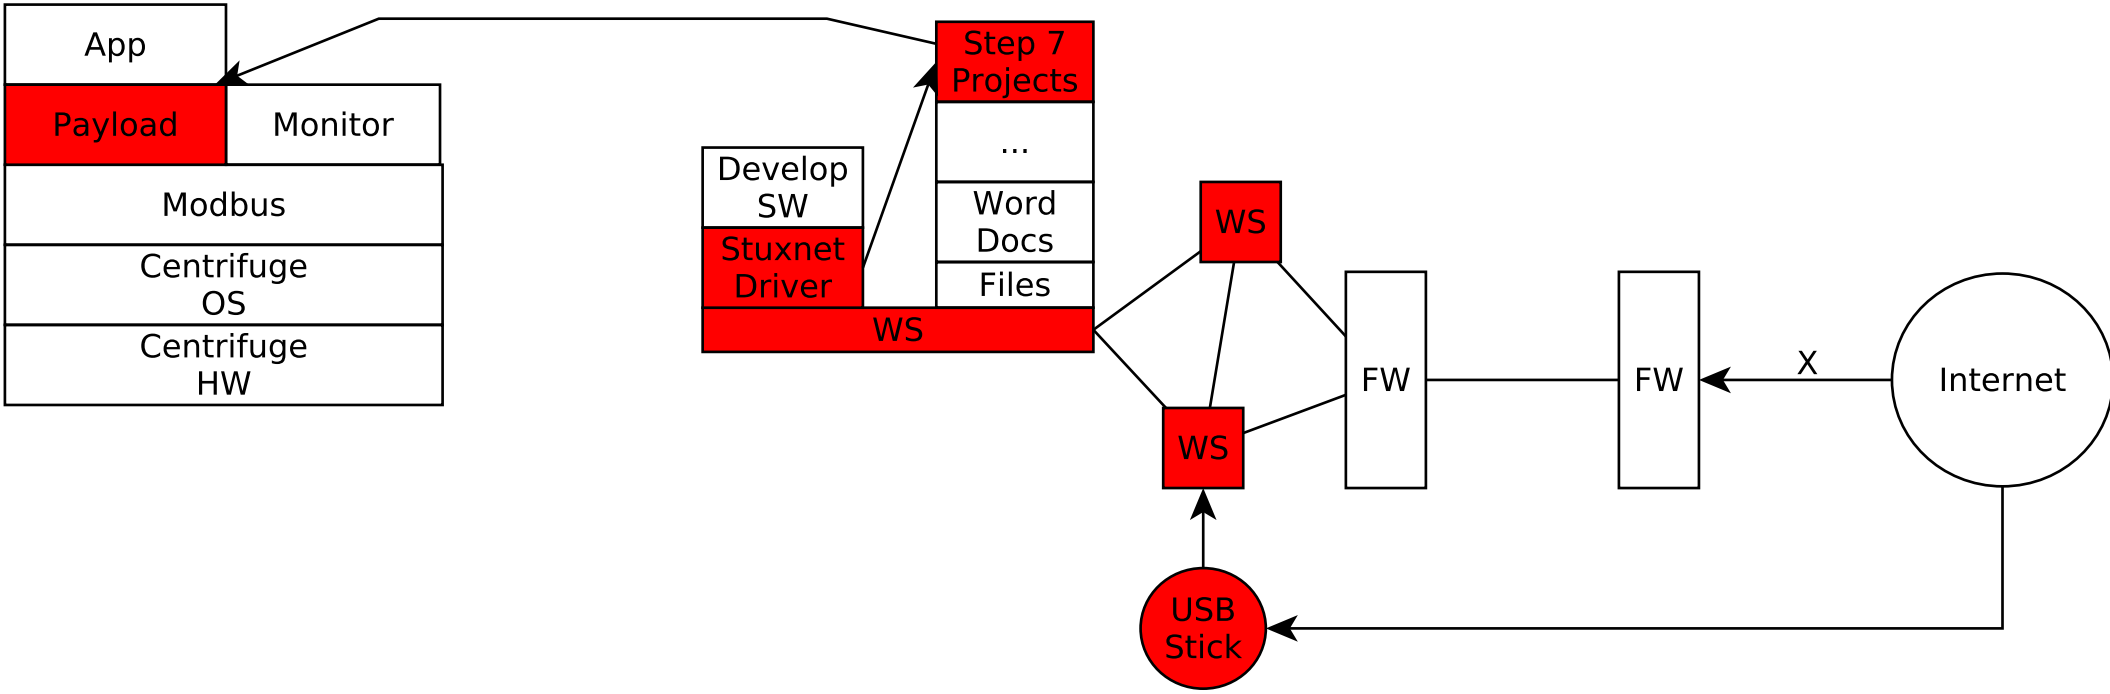 App
Payload
Monitor
Modbus
Centrifuge
OS
Centrifuge
HW
Develop
SW
Stuxnet
Driver
Step 7
Projects
...
Word
Docs
Files
WS
WS
WS
FW
FW
X
Internet
USB
Stick